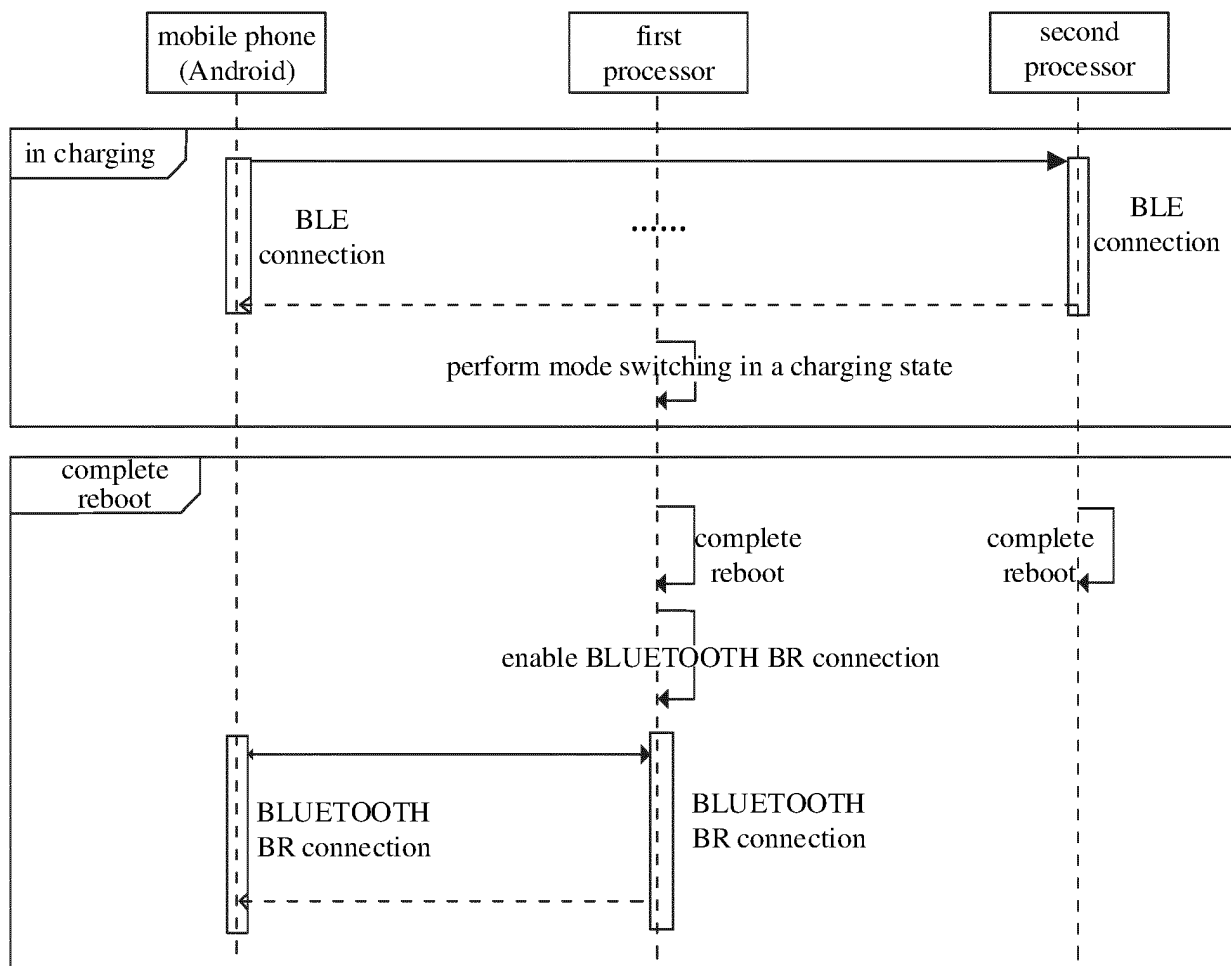 mobile phone
(Android)
first
processor
second
processor
in charging
BLE
connection
......
BLE
connection
perform mode switching in a charging state
complete
reboot
complete
reboot
complete
reboot
enable BLUETOOTH BR connection
BLUETOOTH
BR connection
BLUETOOTH
BR connection